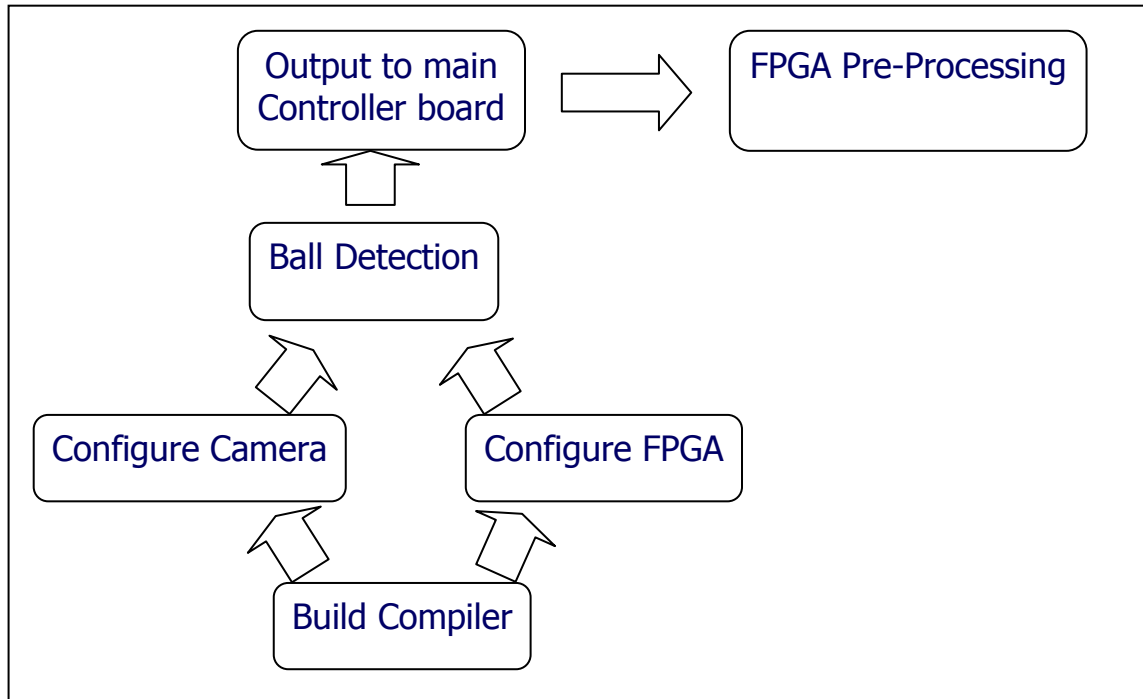 Output to main
Controller board
FPGA Pre-Processing
Ball Detection
Configure Camera
Configure FPGA
Build Compiler